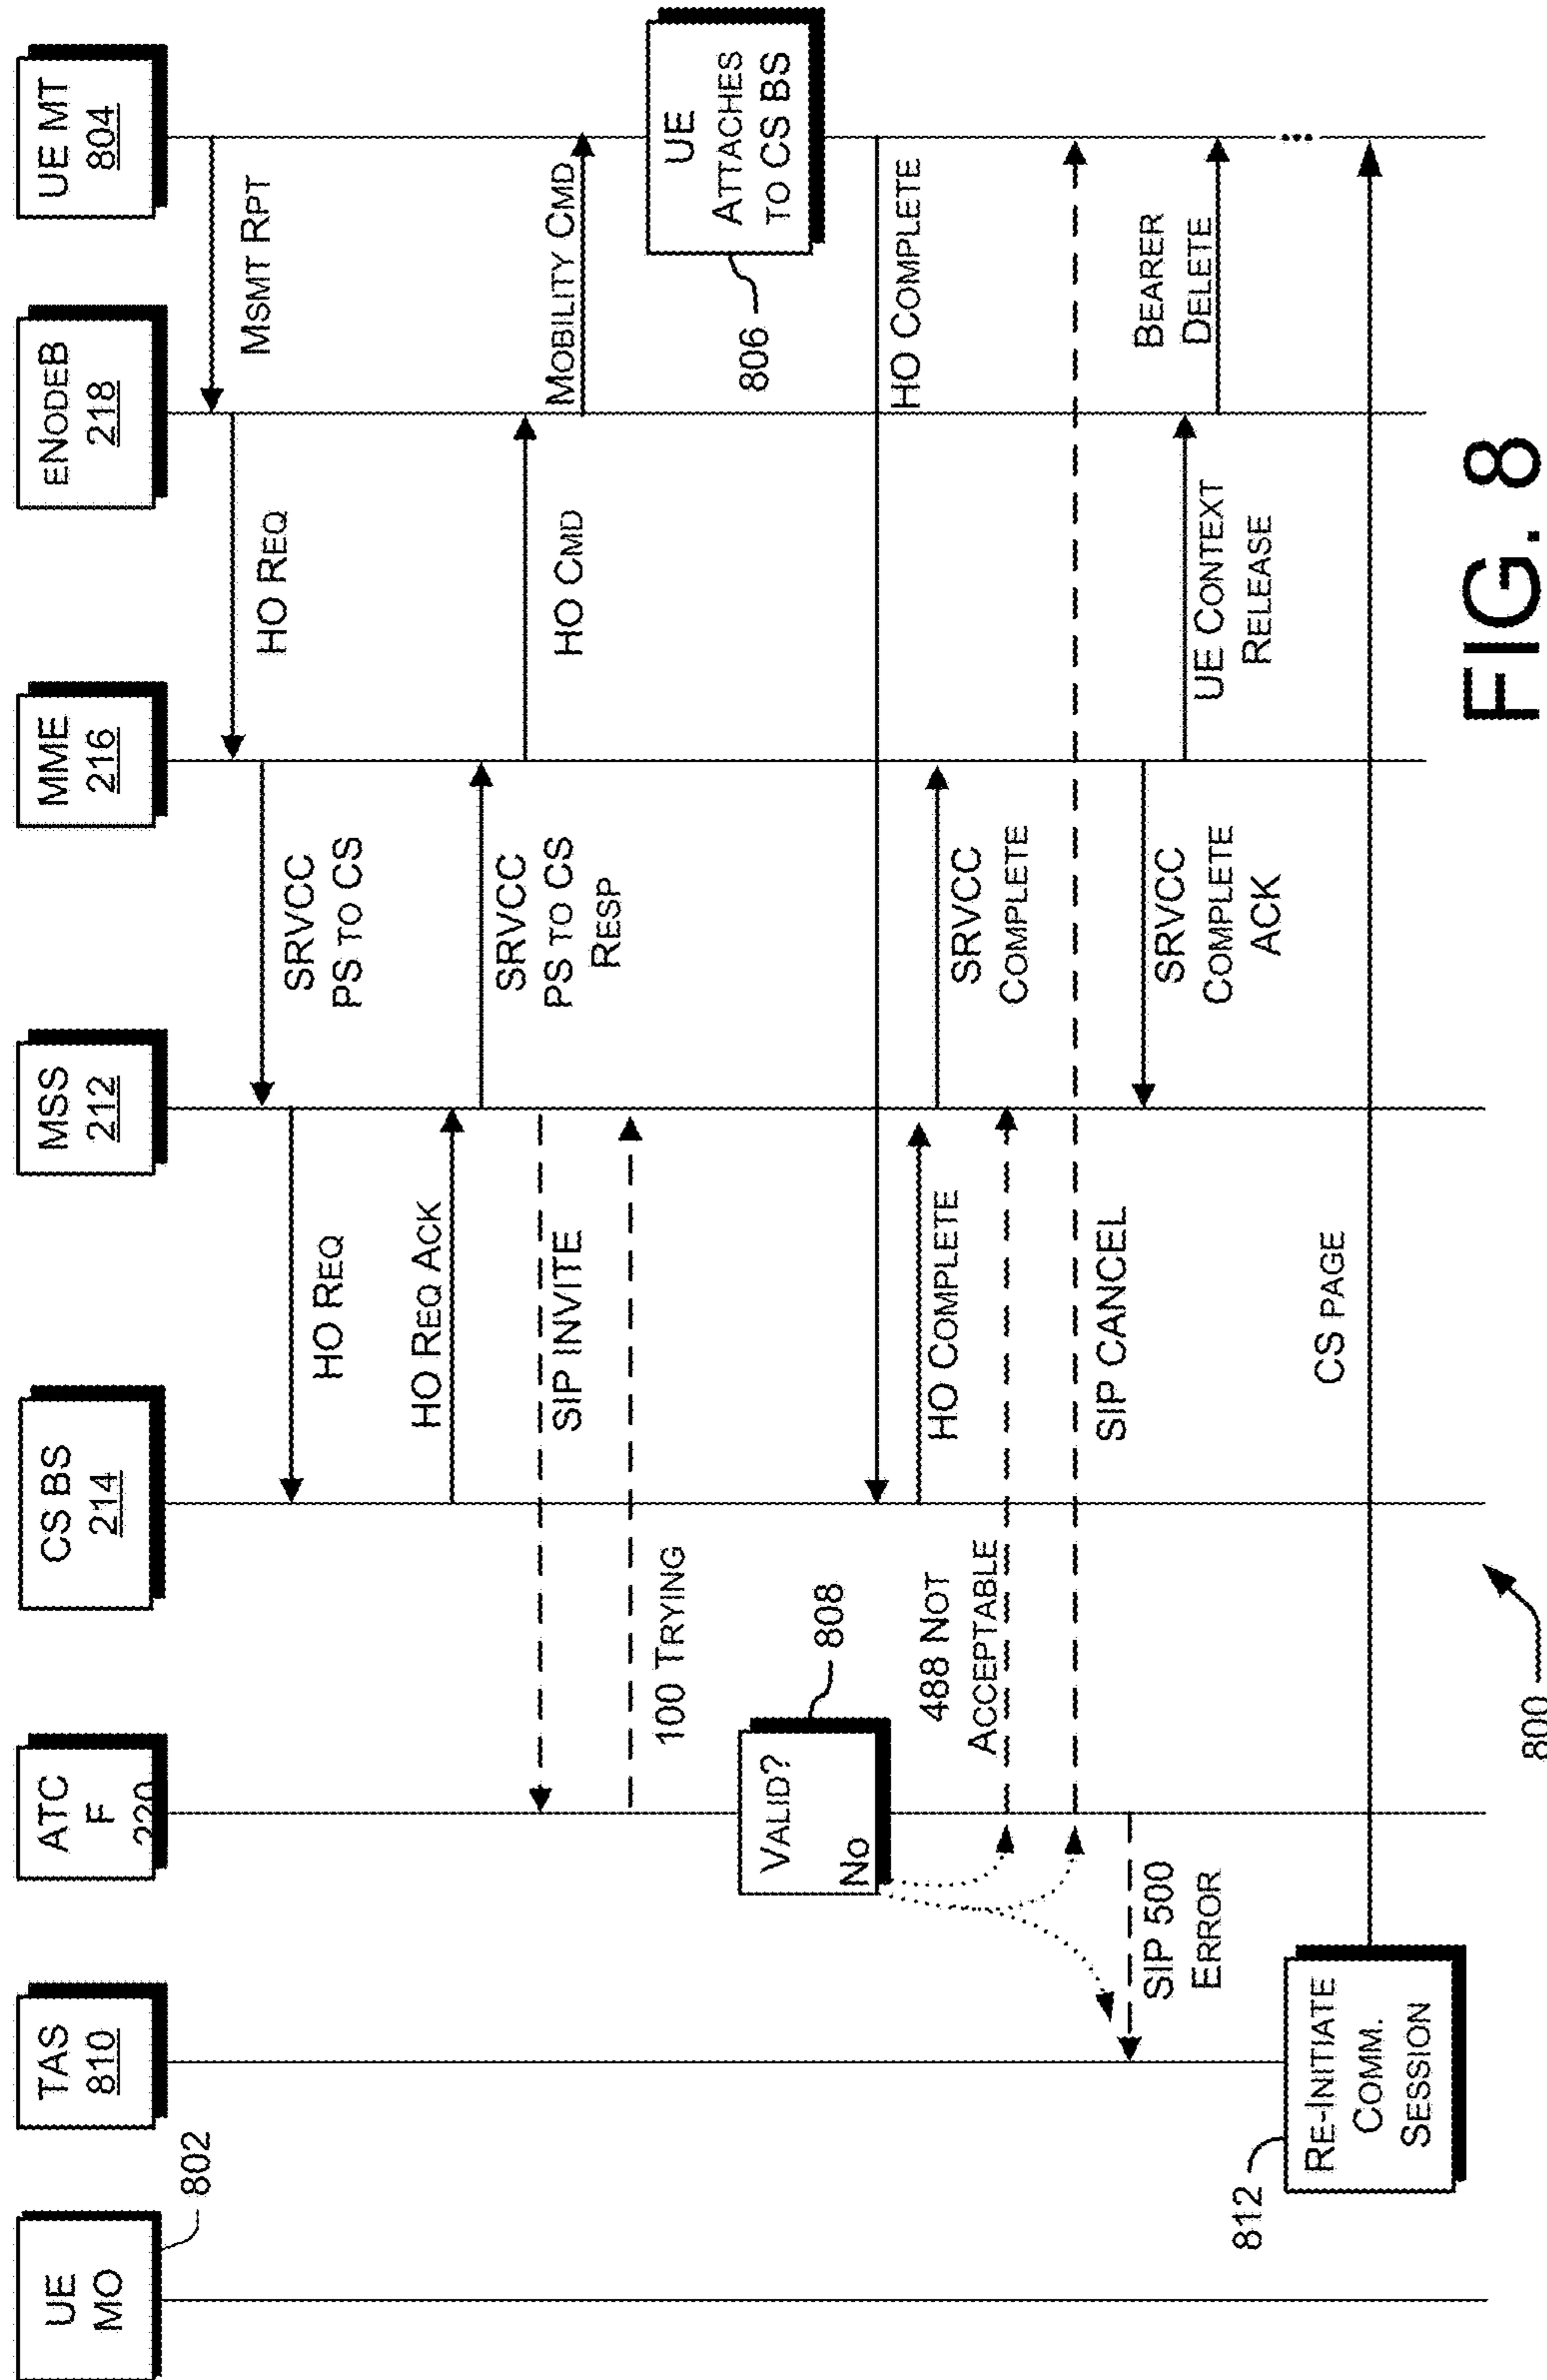 UE
MO
802
TAS
810
ATC
F
220
CS BS
214
MSS
212
MME
216
ENODEB
218
UE MT
804
MSMT RPT
HO REQ
SRVCC
PS TO CS
HO REQ
HO REQ ACK
SRVCC
PS TO CS
RESP
HO CMD
SIP INVITE
MOBILITY CMD
100 TRYING
UE
ATTACHES
TO CS BS
806
VALID?
NO
808
HO COMPLETE
HO COMPLETE
SRVCC
COMPLETE
488 NOT
ACCEPTABLE
SIP CANCEL
SIP 500
ERROR
SRVCC
COMPLETE
ACK
UE CONTEXT
RELEASE
BEARER
DELETE
RE-INITIATE
COMM.
SESSION
812
CS PAGE
800
FIG. 8